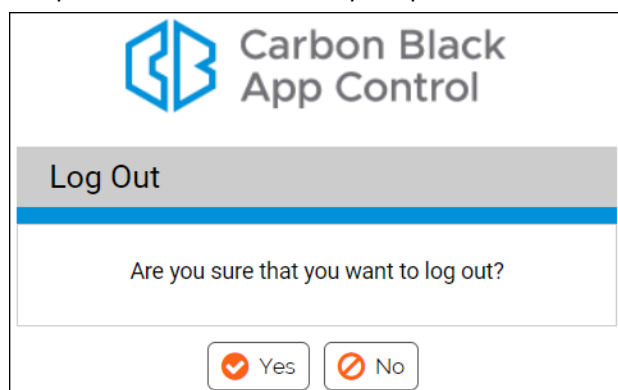 Carbon Black
App Control
Log Out
Are you sure that you want to log out?
Yes No